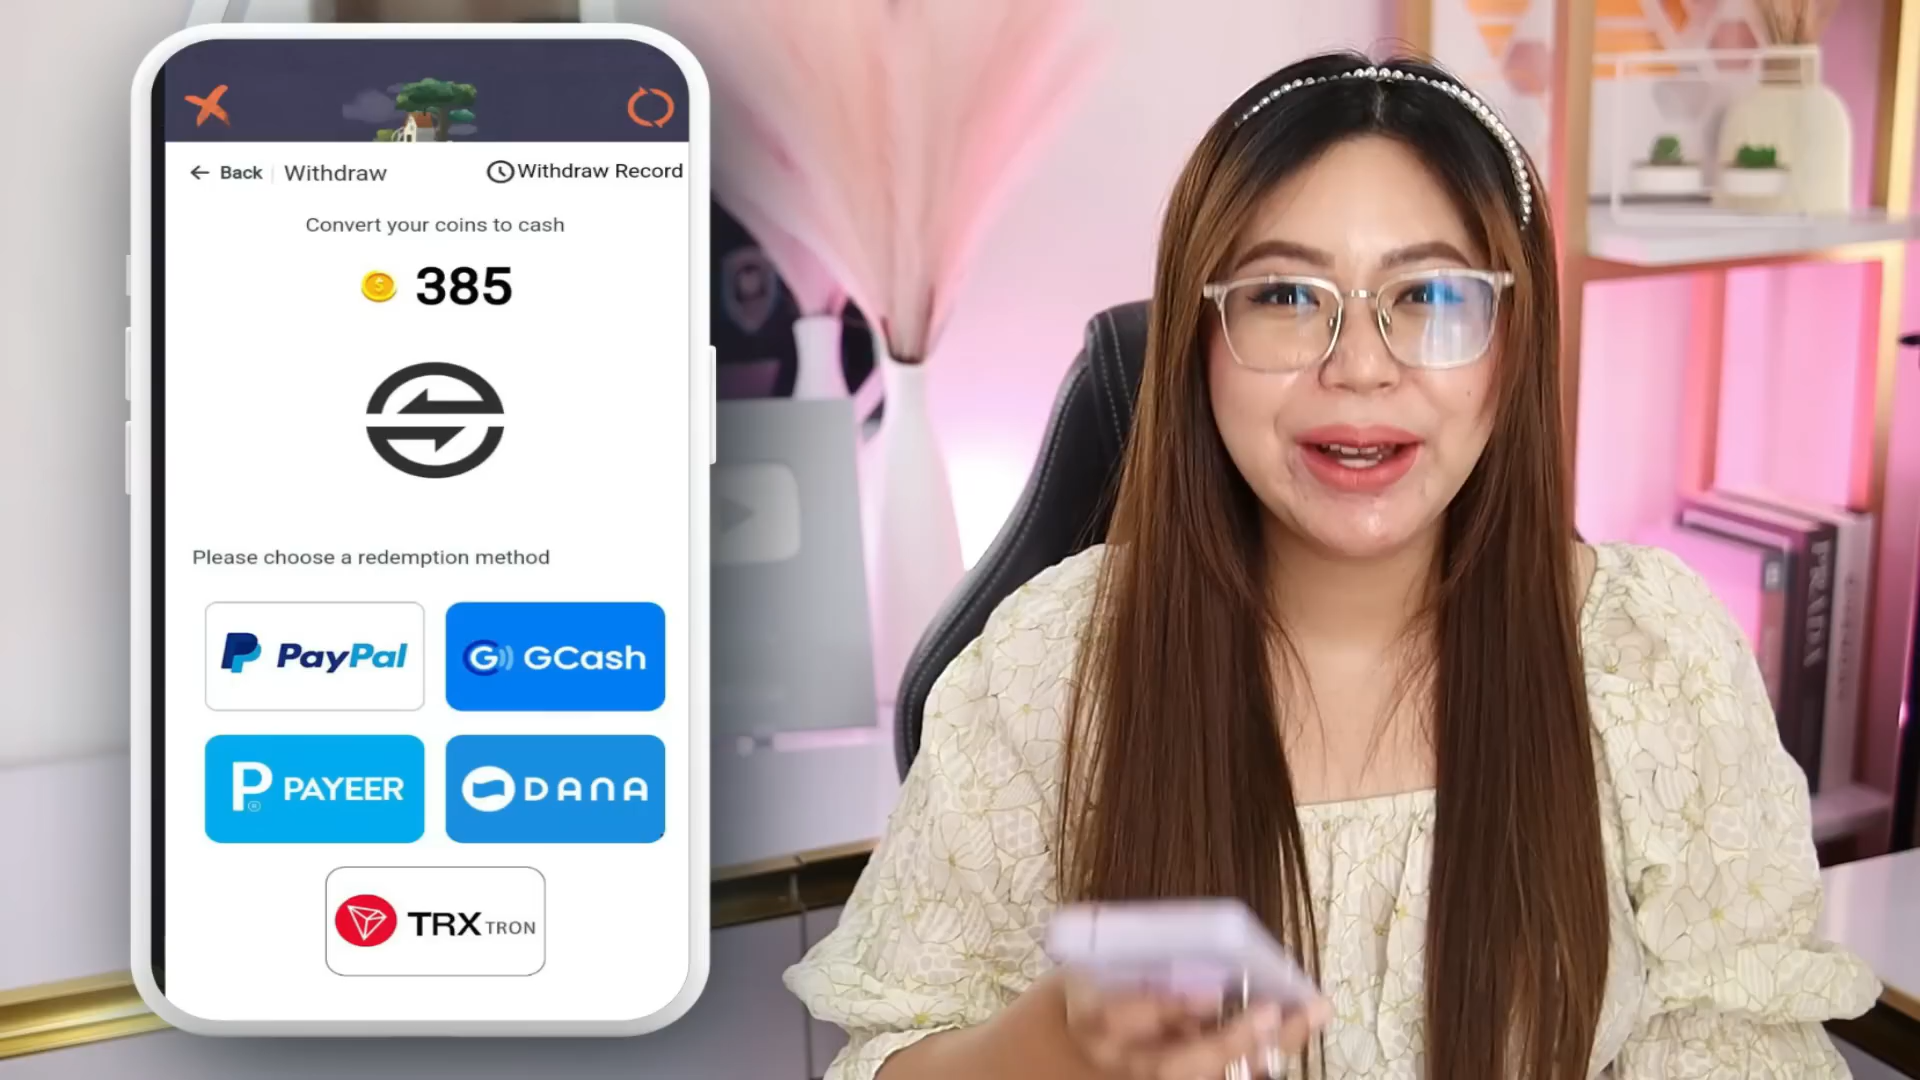 Back | Withdraw
Withdraw Record
Convert your coins to cash
385
Please choose a redemption method
PayPal
GCash
PAYEER
DANA
TRX TRON
PRADA